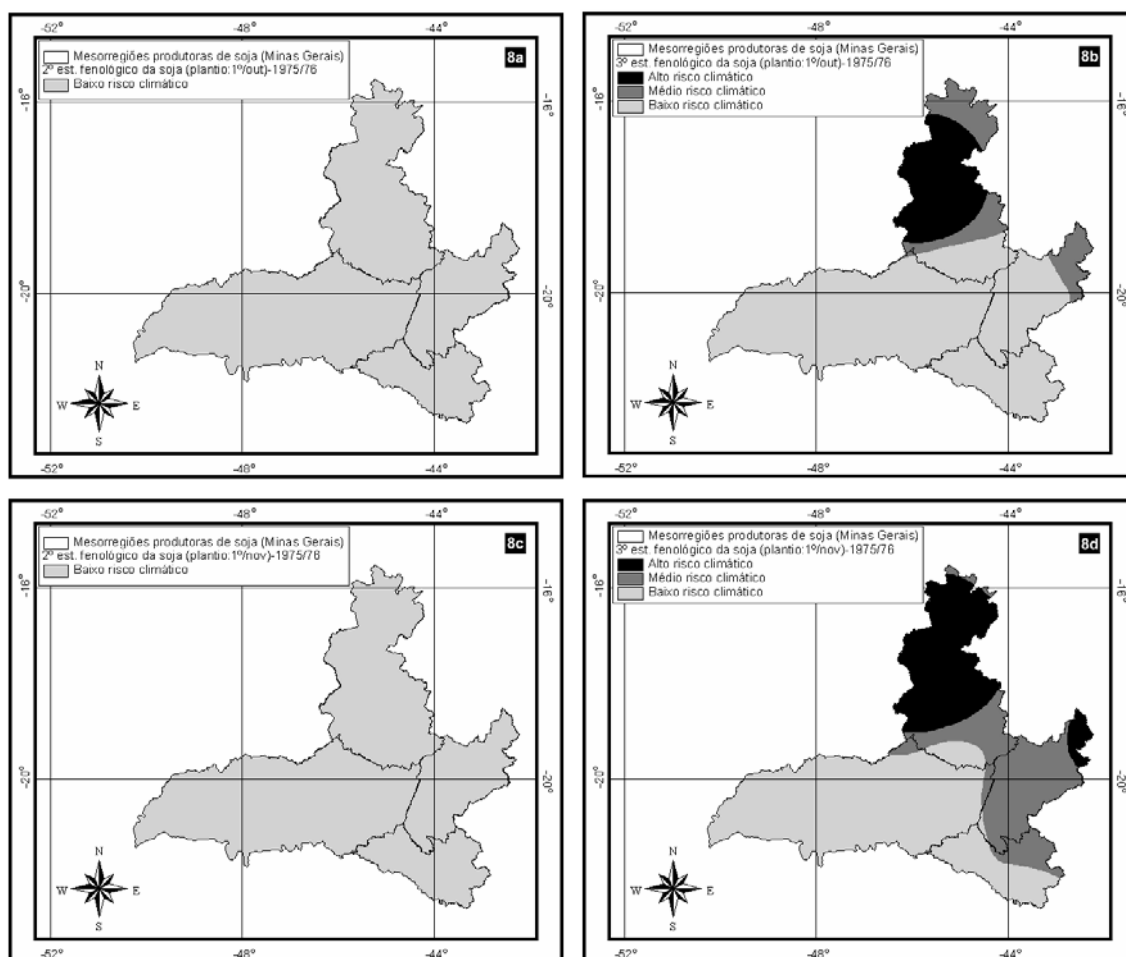 -52°
-48°
-44°
Mesorregiões produtoras de soja (Minas Gerais)
2º est. fenológico da soja (plantio:1º/out)-1975/76
Baixo risco climático
8a
-16°
-16°
-20°
-20°
N
W
E
S
-52°
-48°
-44°
-52°
-48°
-44°
Mesorregiões produtoras de soja (Minas Gerais)
3º est. fenológico da soja (plantio:1º/out)-1975/76
Alto risco climático
Médio risco climático
Baixo risco climático
8b
-16°
-16°
-20°
-20°
N
W
E
S
-52°
-48°
-44°
-52°
-48°
-44°
Mesorregiões produtoras de soja (Minas Gerais)
2º est. fenológico da soja (plantio:1º/nov)-1975/76
Baixo risco climático
8c
-16°
-16°
-20°
-20°
N
W
E
S
-52°
-48°
-44°
-52°
-48°
-44°
Mesorregiões produtoras de soja (Minas Gerais)
3º est. fenológico da soja (plantio:1º/nov)-1975/76
Alto risco climático
Médio risco climático
Baixo risco climático
8d
-16°
-16°
-20°
-20°
N
W
E
S
-52°
-48°
-44°